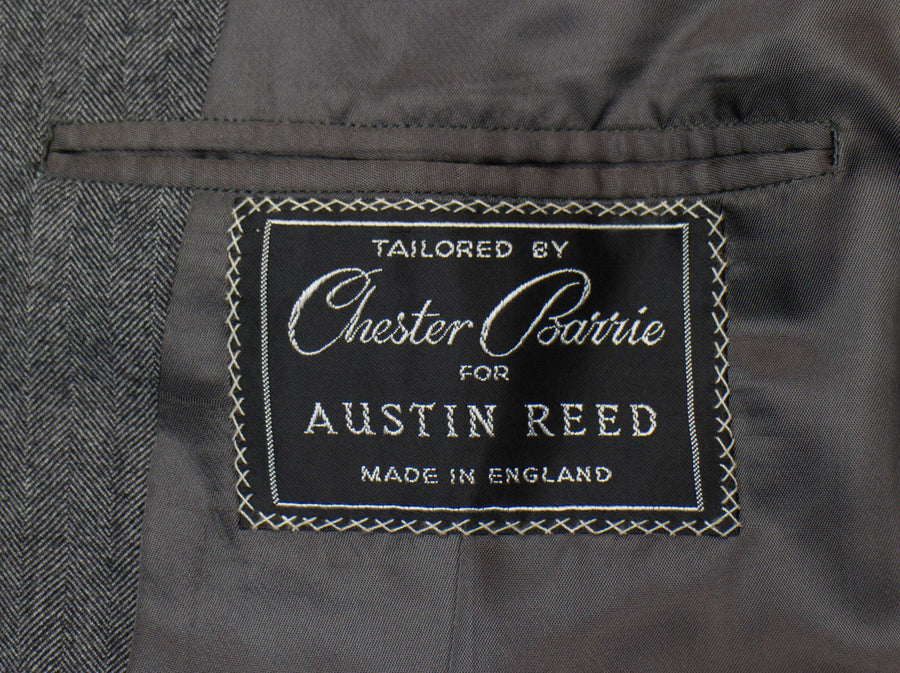 TAILORED BY
Chester Barrie
FOR
AUSTIN REED
MADE IN ENGLAND